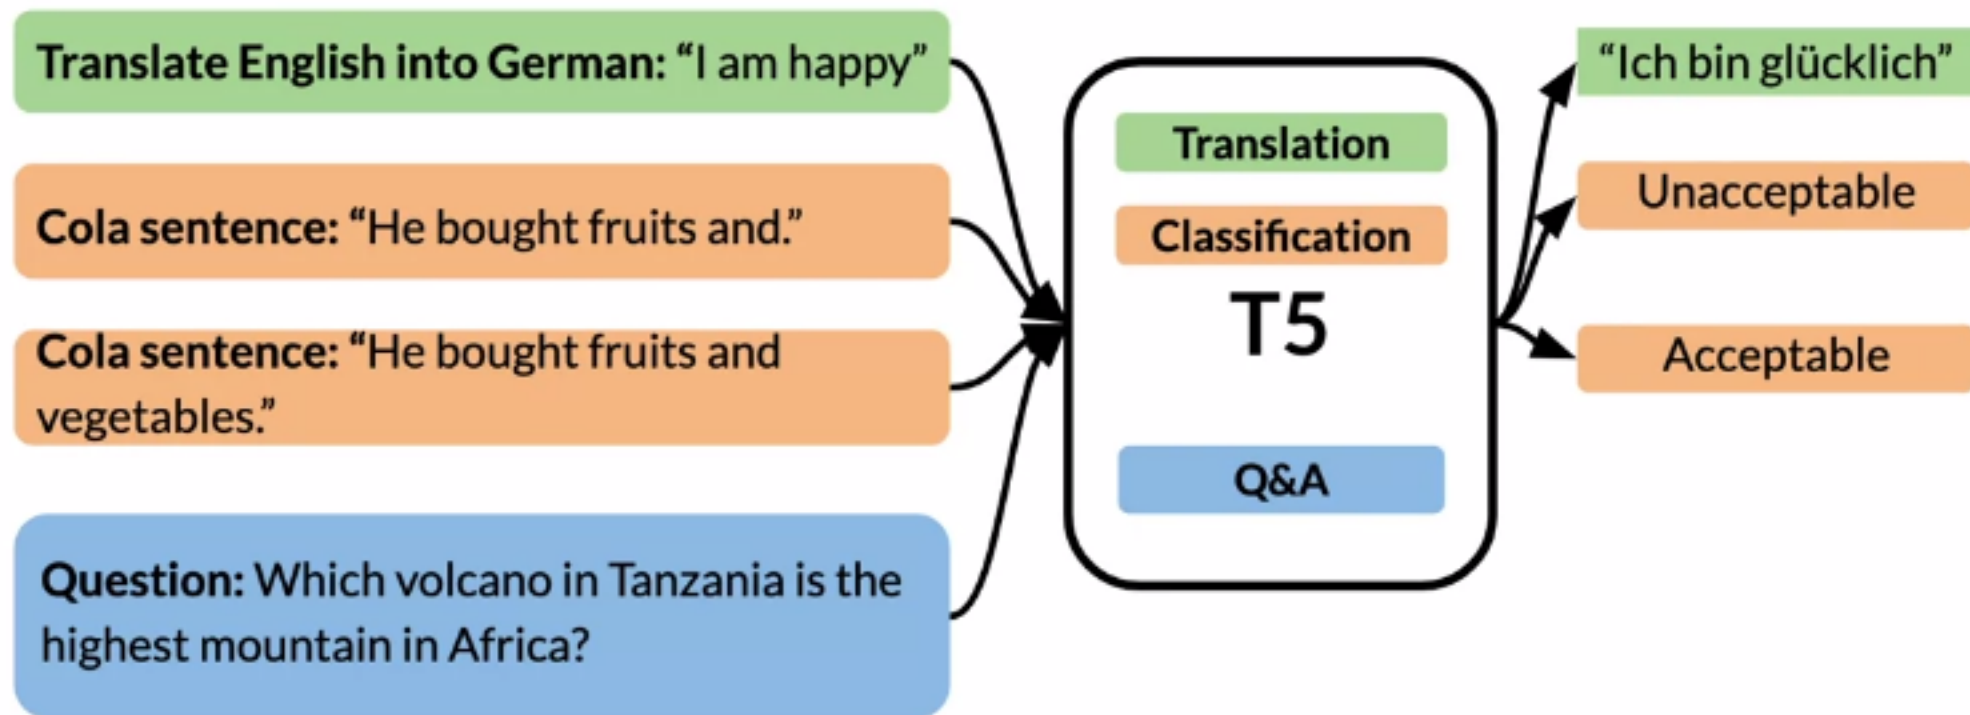 Translate English into German: “I am happy”
Cola sentence: “He bought fruits and.”
Cola sentence: “He bought fruits and
vegetables.”
Question: Which volcano in Tanzania is the
highest mountain in Africa?
Translation
Classification
T5
Q&A
“Ich bin glücklich”
Unacceptable
Acceptable